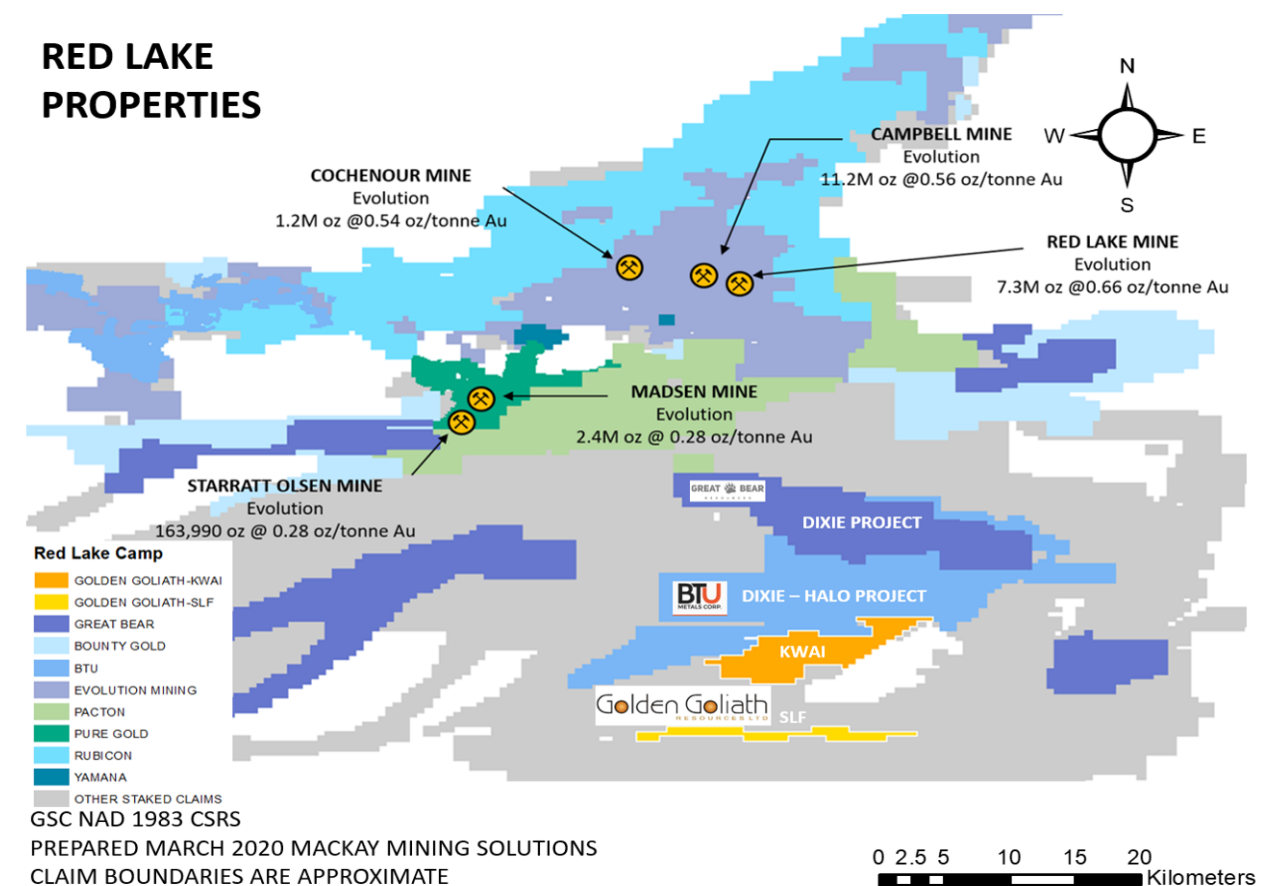 RED LAKE
PROPERTIES
N
W
E
S
CAMPBELL MINE
Evolution
11.2M oz @0.56 oz/tonne Au
COCHENOUR MINE
Evolution
1.2M oz @0.54 oz/tonne Au
RED LAKE MINE
Evolution
7.3M oz @0.66 oz/tonne Au
MADSEN MINE
Evolution
2.4M oz @ 0.28 oz/tonne Au
STARRATT OLSEN MINE
Evolution
163,990 oz @ 0.28 oz/tonne Au
GREAT BEAR
RESOURCES
DIXIE PROJECT
BTU
METALS CORP.
DIXIE – HALO PROJECT
KWAI
Golden Goliath
RESOURCES LTD
SLF
Red Lake Camp
GOLDEN GOLIATH-KWAI
GOLDEN GOLIATH-SLF
GREAT BEAR
BOUNTY GOLD
BTU
EVOLUTION MINING
PACTON
PURE GOLD
RUBICON
YAMANA
OTHER STAKED CLAIMS
GSC NAD 1983 CSRS
PREPARED MARCH 2020 MACKAY MINING SOLUTIONS
CLAIM BOUNDARIES ARE APPROXIMATE
0 2.5 5 10 15 20
Kilometers